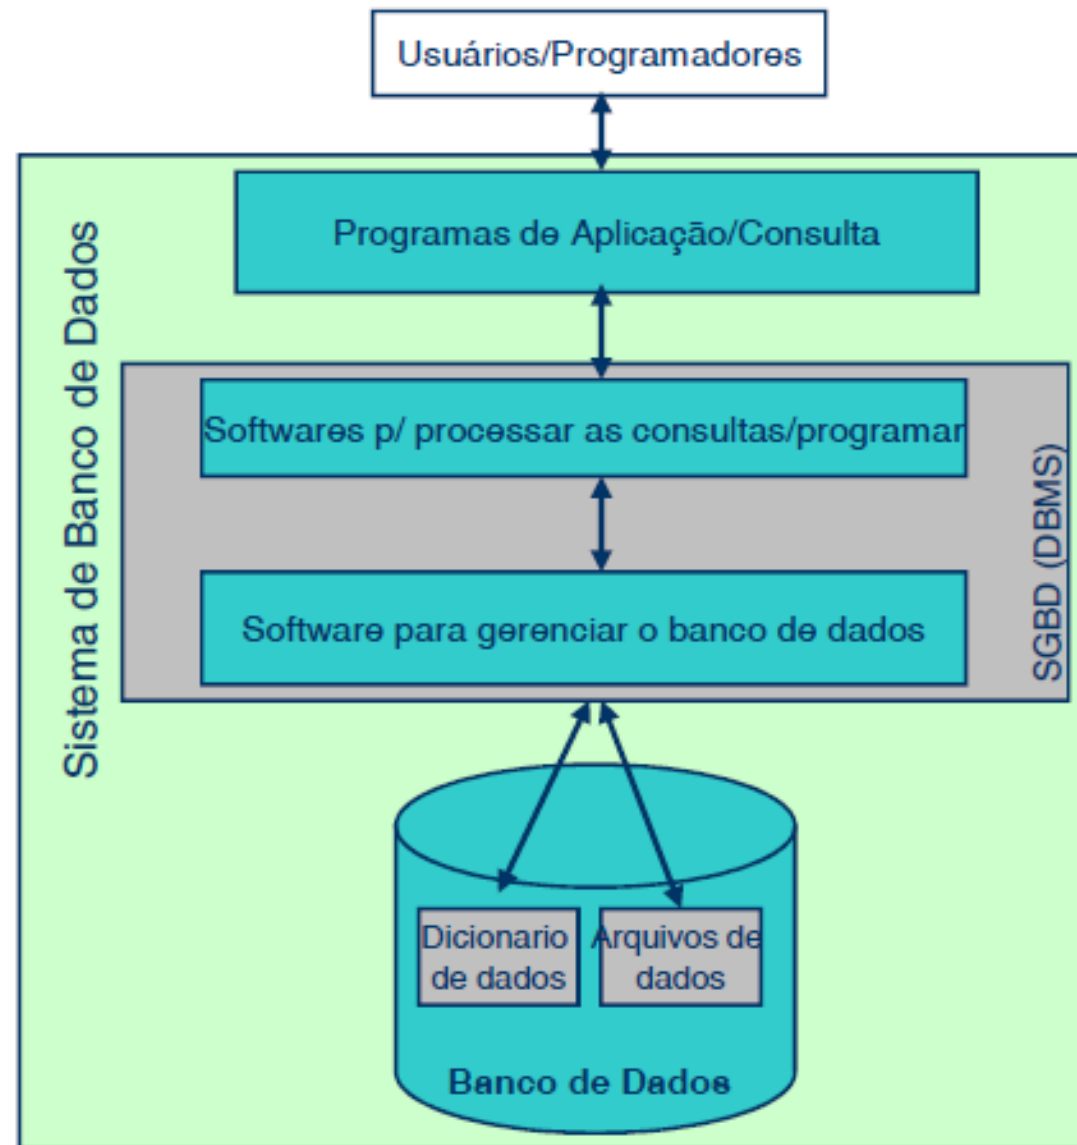 Usuários/Programadores
Sistema de Banco de Dados
Programas de Aplicação/Consulta
Softwares p/ processar as consultas/programar
SGBD (DBMS)
Software para gerenciar o banco de dados
Dicionario
de dados
Arquivos de
dados
Banco de Dados